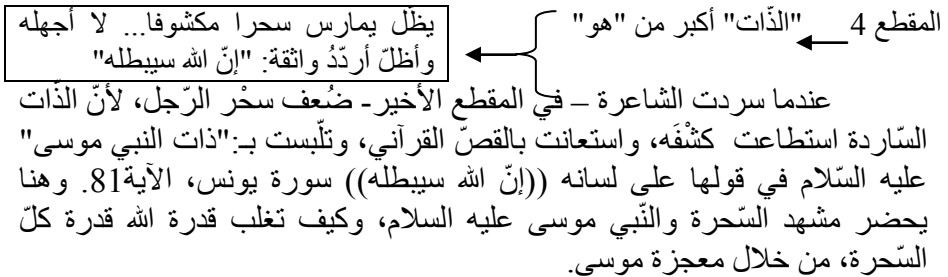 المقطع 4 "الذّات" أكبر من "هو"
يظّل يمارس سحرا مكشوفا... لا أجهله
وأظلّ أردّدُ واثقة: "إنّ الله سيبطله"
عندما سردت الشاعرة – في المقطع الأخير- ضُعف سحْر الرّجل، لأنّ الذّات
السّاردة استطاعت كشْفَه، واستعانت بالقصّ القرآني، وتلّبست بـ:"ذات النبي موسى"
عليه السّلام في قولها على لسانه ((إنّ الله سيبطله)) سورة يونس، الآية81. وهنا
يحضر مشهد السّحرة والنّبي موسى عليه السلام، وكيف تغلب قدرة الله قدرة كلّ
السّحرة، من خلال معجزة موسى.